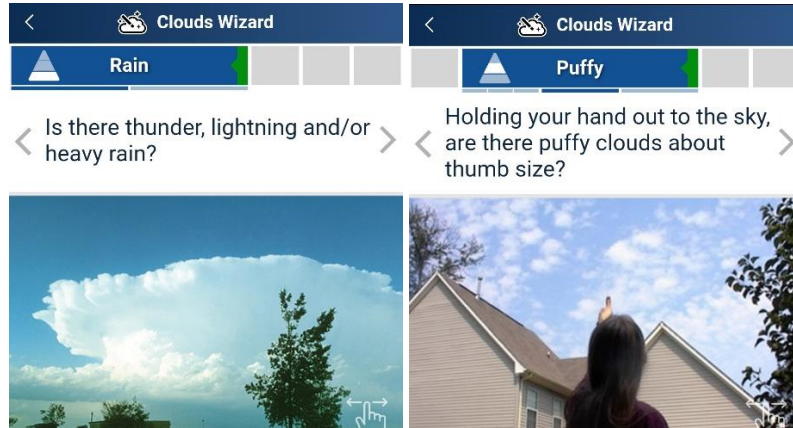 Clouds Wizard
Rain
Is there thunder, lightning and/or
heavy rain?
Clouds Wizard
Puffy
Holding your hand out to the sky,
are there puffy clouds about
thumb size?